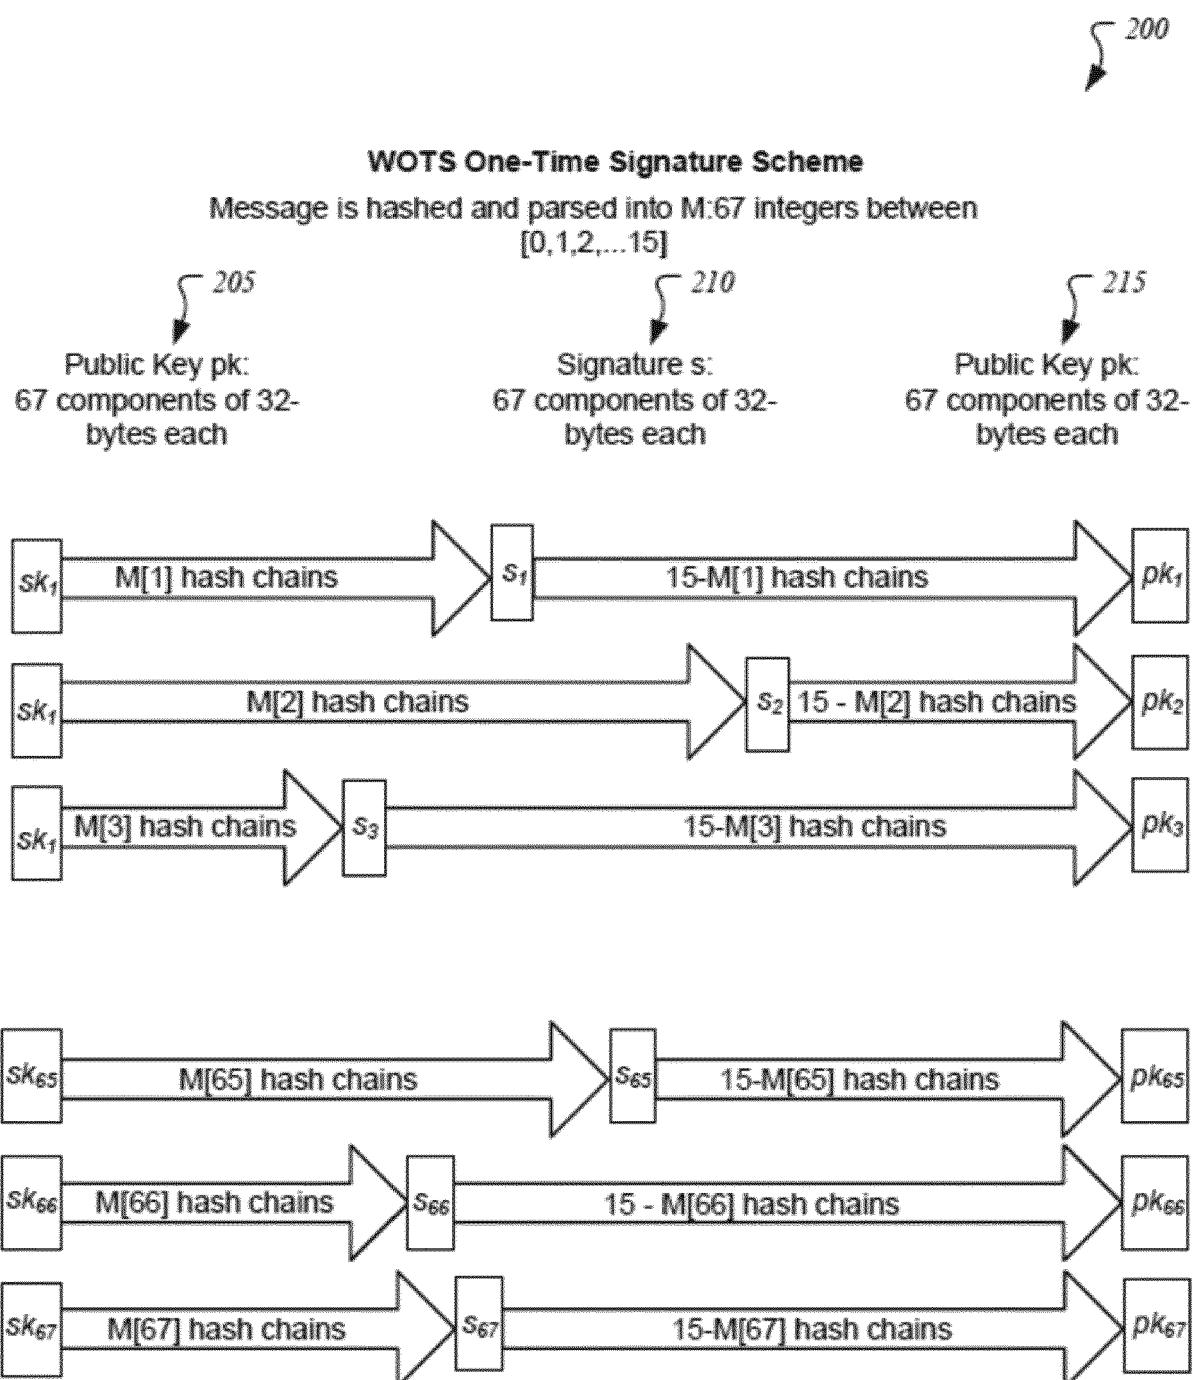 200
WOTS One-Time Signature Scheme
Message is hashed and parsed into M:67 integers between
[0,1,2,...15]
205
210
215
Public Key pk:
67 components of 32-
bytes each
Signature s:
67 components of 32-
bytes each
Public Key pk:
67 components of 32-
bytes each
sk1 M[1] hash chains s1 15-M[1] hash chains pk1
sk1 M[2] hash chains s2 15 - M[2] hash chains pk2
sk1 M[3] hash chains s3 15-M[3] hash chains pk3
sk65 M[65] hash chains s65 15-M[65] hash chains pk65
sk66 M[66] hash chains s66 15 - M[66] hash chains pk66
sk67 M[67] hash chains s67 15-M[67] hash chains pk67